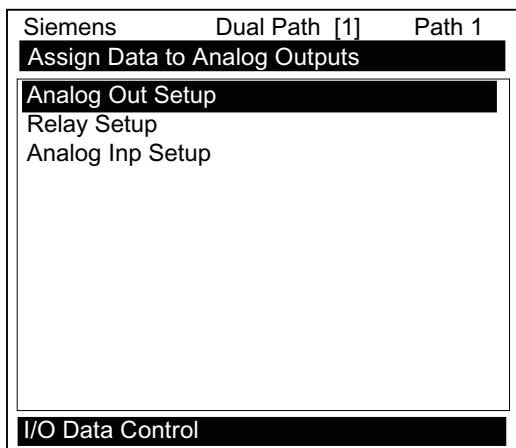 Siemens Dual Path [1] Path 1
Assign Data to Analog Outputs
Analog Out Setup
Relay Setup
Analog Inp Setup
I/O Data Control